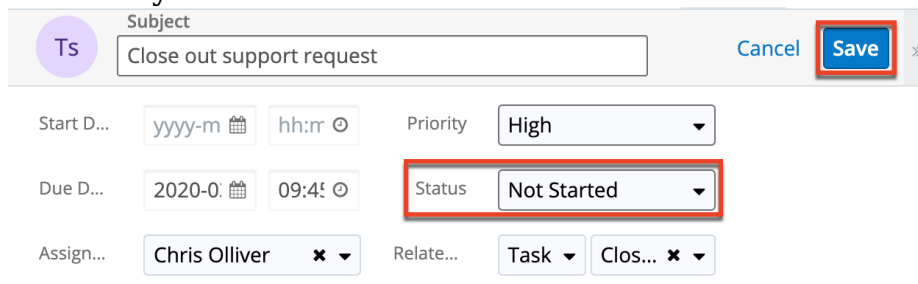 Subject
Ts
Close out support request
Cancel
Save
Start D...
yyyy-m
hh:m
Priority
High
Due D...
2020-0
09:45
Status
Not Started
Assign...
Chris Olliver
Relate...
Task
Clos...